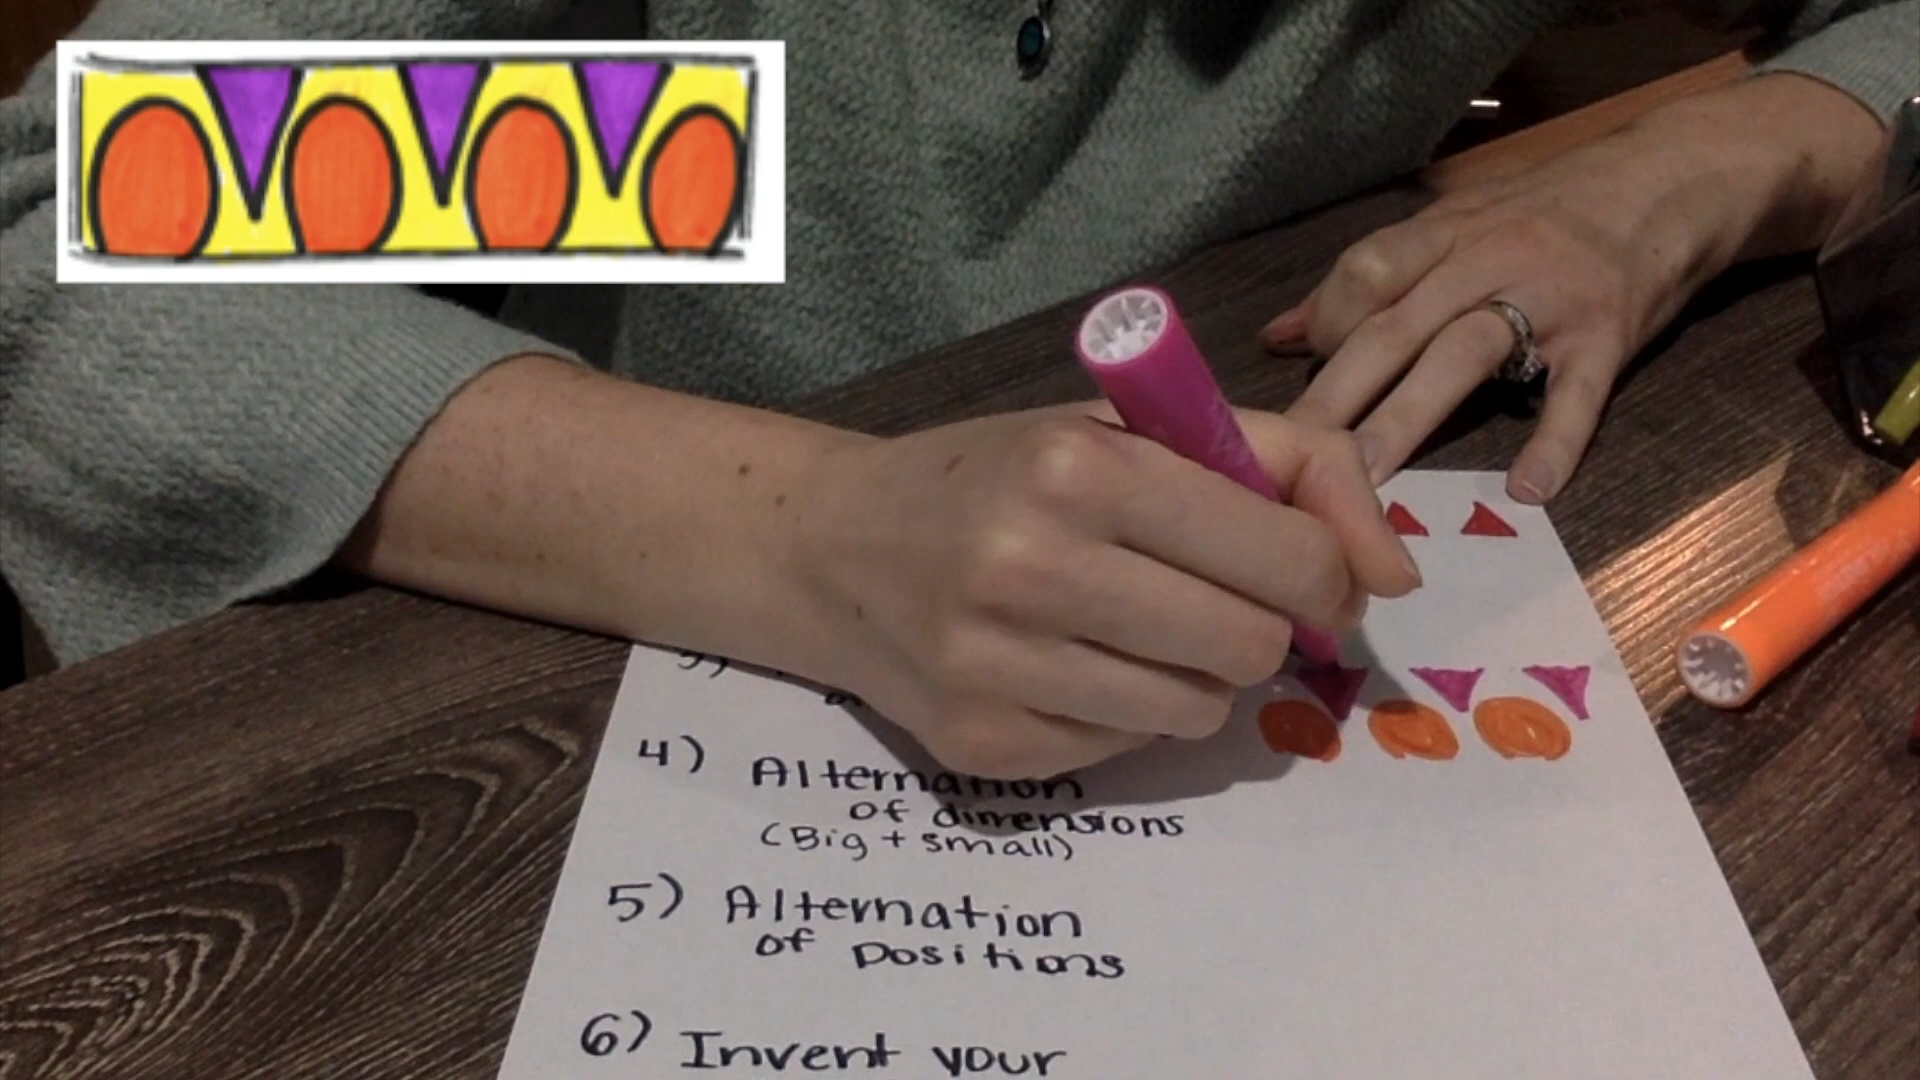 4) Alternation
of dimensions
(Big + small)
5) Alternation
of Positions
6) Invent your